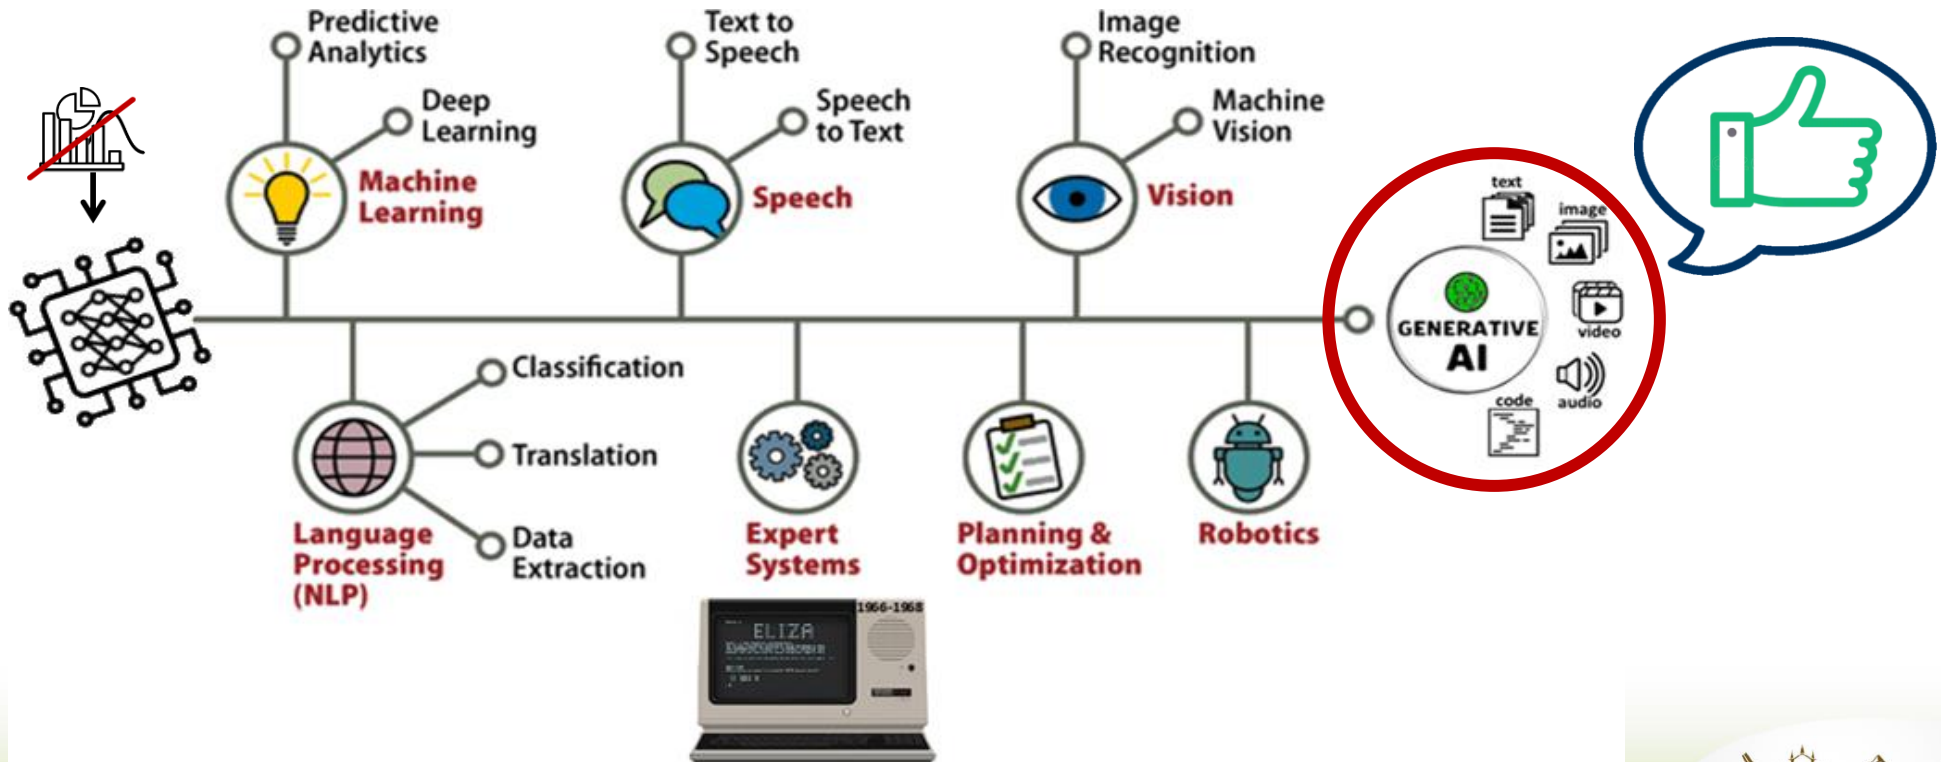 Predictive
Analytics
Deep
Learning
Machine
Learning
Text to
Speech
Speech
to Text
Speech
Image
Recognition
Machine
Vision
Vision
text
image
GENERATIVE
AI
video
audio
code
Classification
Translation
Data
Extraction
Language
Processing
(NLP)
Expert
Systems
Planning &
Optimization
Robotics
1966-1968
ELIZA